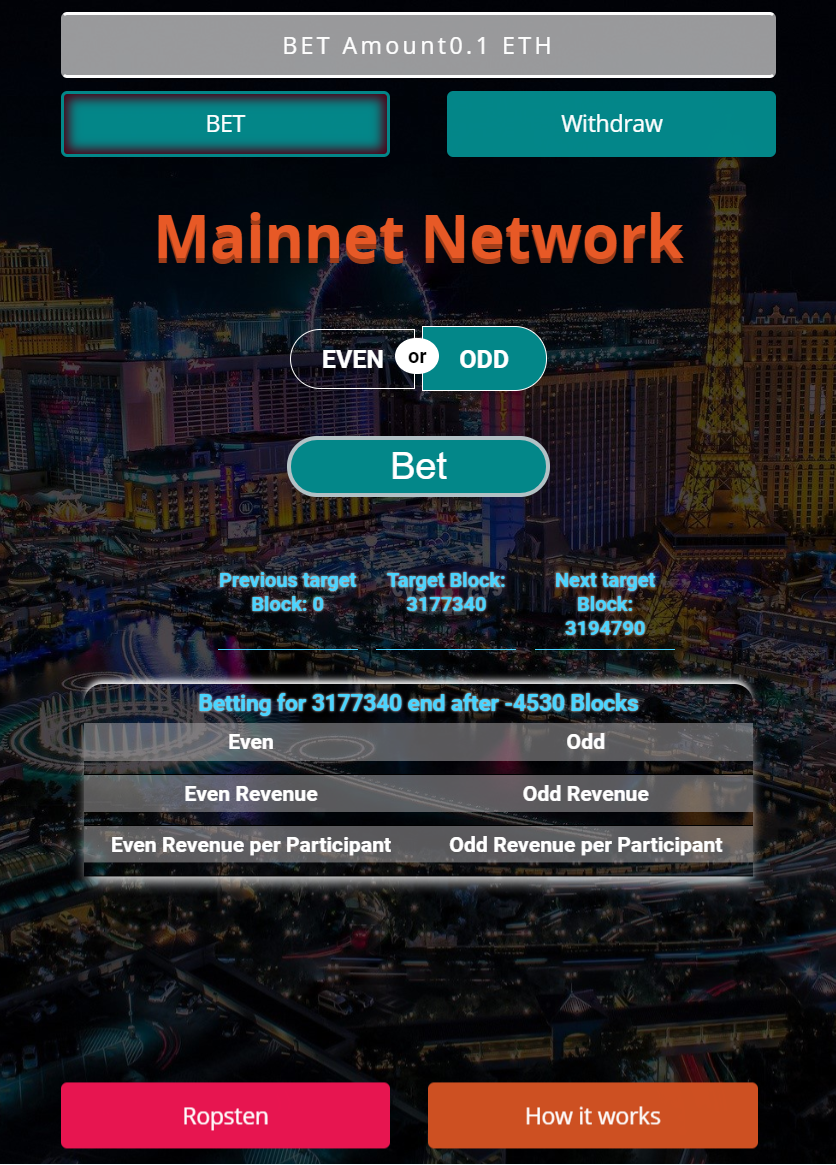 BET Amount0.1 ETH
BET
Withdraw
Mainnet Network
EVEN or ODD
Bet
Previous target
Block: 0
Target Block:
3177340
Next target
Block:
3194790
Betting for 3177340 end after -4530 Blocks
Even
Odd
Even Revenue
Odd Revenue
Even Revenue per Participant
Odd Revenue per Participant
Ropsten
How it works